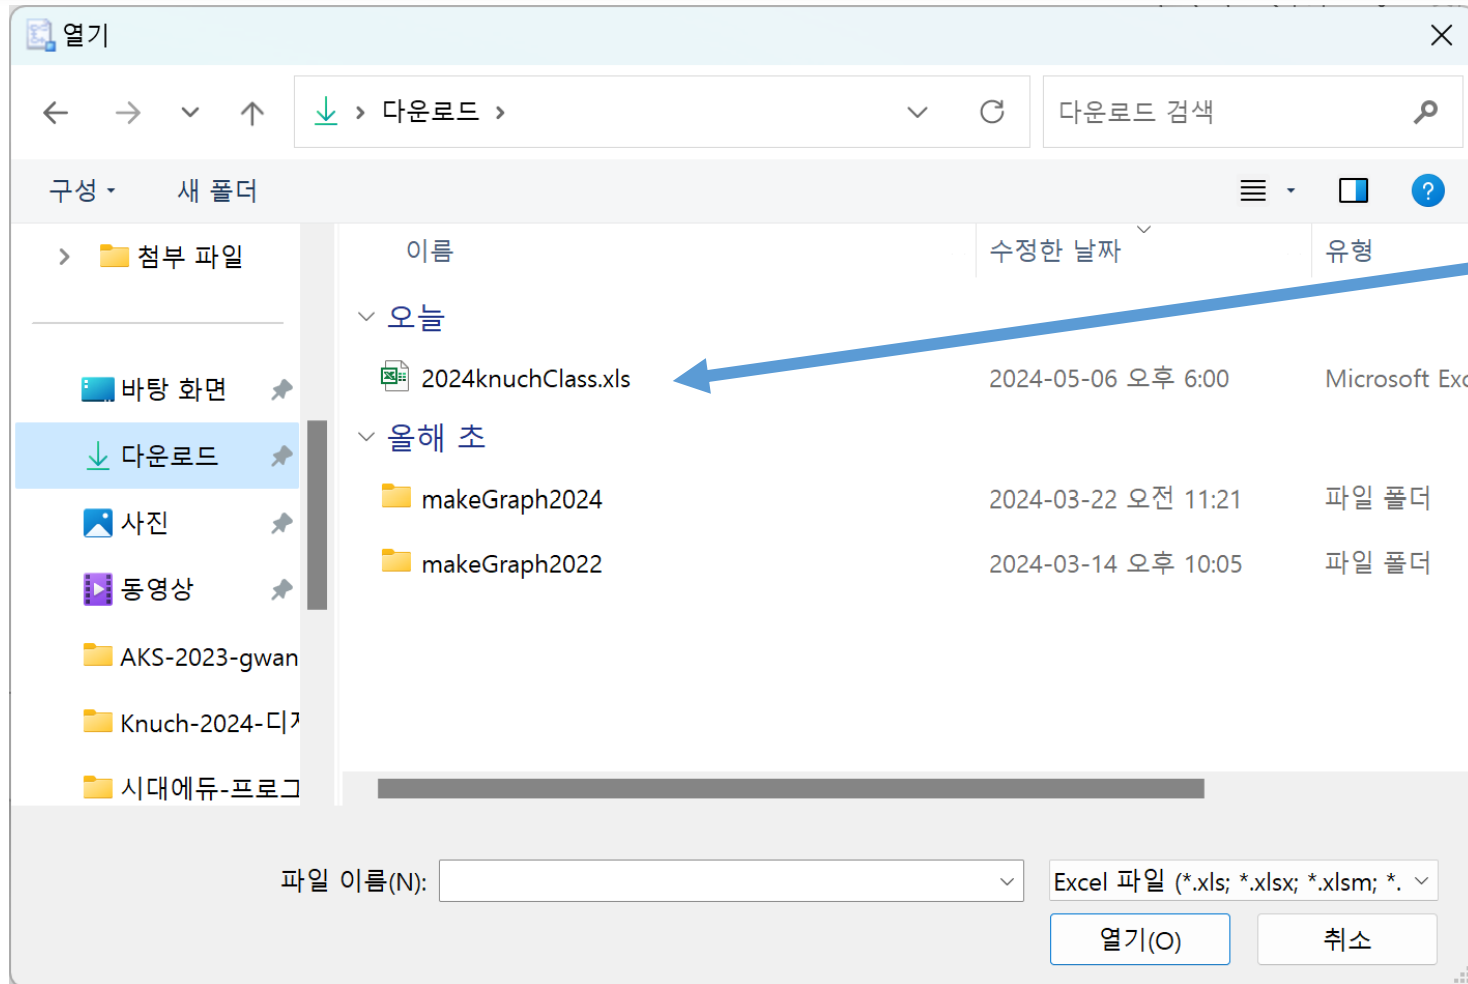 열기
다운로드
다운로드 검색
구성
새 폴더
첨부 파일
바탕 화면
다운로드
사진
동영상
AKS-2023-gwan
Knuch-2024-디지
시대에듀-프로그
이름 수정한 날짜 유형
오늘
2024knuchClass.xls 2024-05-06 오후 6:00 Microsoft Exc
올해 초
makeGraph2024 2024-03-22 오전 11:21 파일 폴더
makeGraph2022 2024-03-14 오후 10:05 파일 폴더
파일 이름(N):
Excel 파일 (*.xls; *.xlsx; *.xlsm; *.
열기(O)
취소